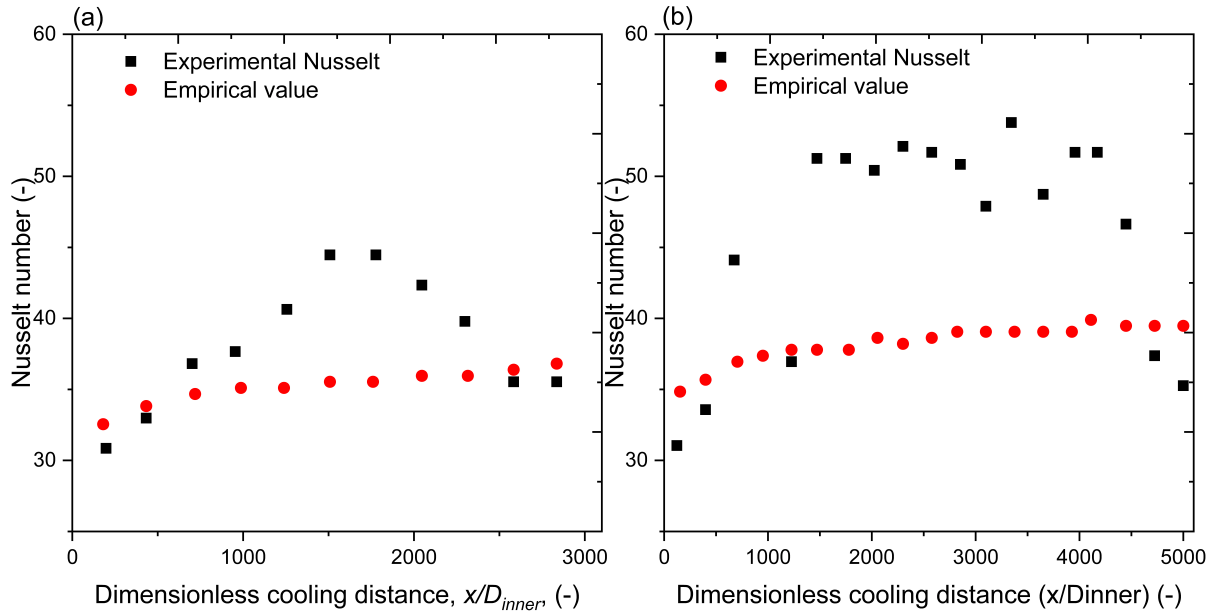 (a)
60
50
40
30
Nusselt number (-)
Experimental Nusselt
Empirical value
0 1000 2000 3000
Dimensionless cooling distance, x/D_inner, (-)
(b)
60
50
40
30
Nusselt number (-)
Experimental Nusselt
Empirical value
0 1000 2000 3000 4000 5000
Dimensionless cooling distance (x/Dinner) (-)